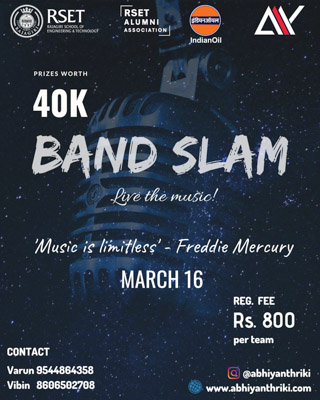 RSET
RAJAGIRI SCHOOL OF
ENGINEERING & TECHNOLOGY
RSET
ALUMNI
ASSOCIATION
इंडियनऑयल
IndianOil
PRIZES WORTH
40K
BAND SLAM
Live the music!
'Music is limitless' - Freddie Mercury
MARCH 16
REG. FEE
Rs. 800
per team
CONTACT
Varun 9544864358
Vibin 8606502708
@abhiyanthriki
www.abhiyanthriki.com